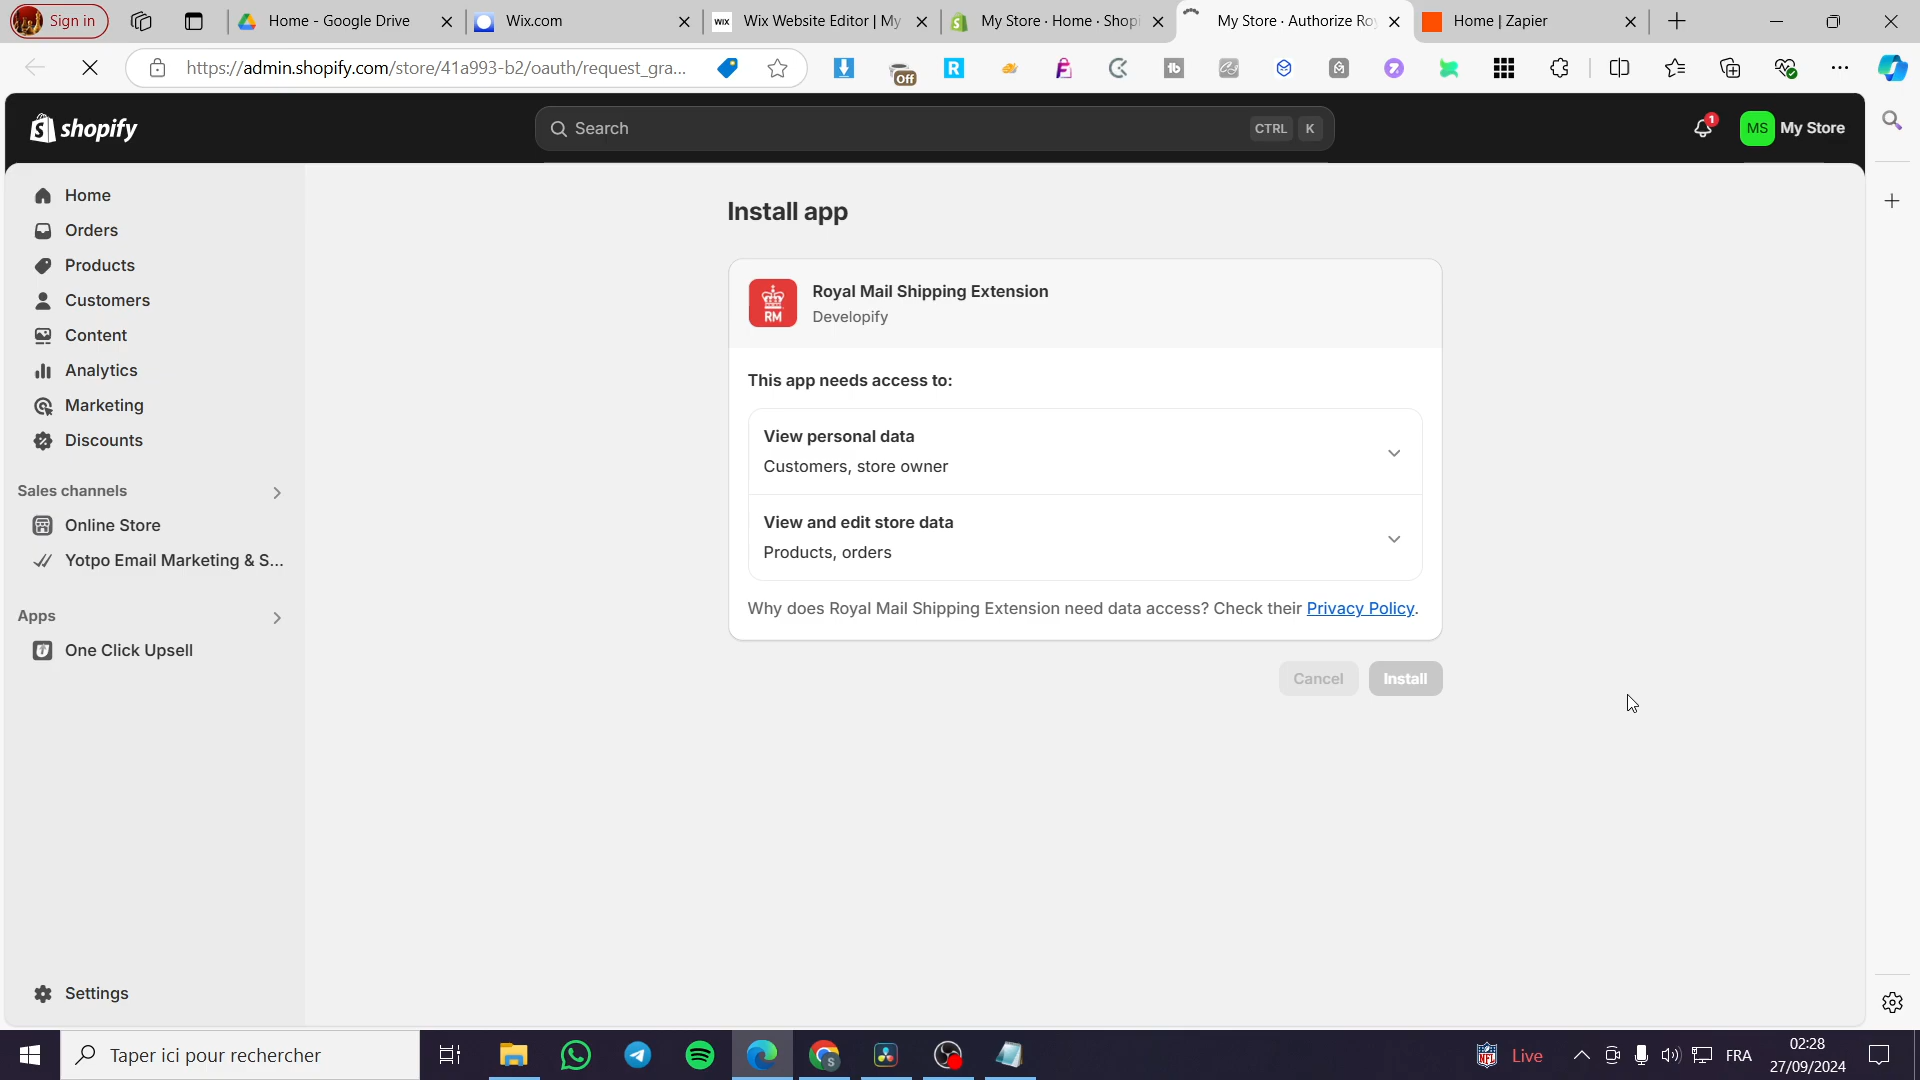 Sign in
Home - Google Drive
Wix.com
WIX
Wix Website Editor | My
My Store · Home · Shopi
My Store · Authorize Ro
Home | Zapier
https://admin.shopify.com/store/41a993-b2/oauth/request_gra...
Off
R
tb
shopify
Search
CTRL
K
1
MS
My Store
Home
Orders
Products
Customers
Content
Analytics
Marketing
Discounts
Sales channels
Online Store
Yotpo Email Marketing & S...
Apps
One Click Upsell
Settings
Install app
RM
Royal Mail Shipping Extension
Developify
This app needs access to:
View personal data
Customers, store owner
View and edit store data
Products, orders
Why does Royal Mail Shipping Extension need data access? Check their Privacy Policy.
Cancel
Install
Taper ici pour rechercher
S
NFL
Live
FRA
02:28
27/09/2024